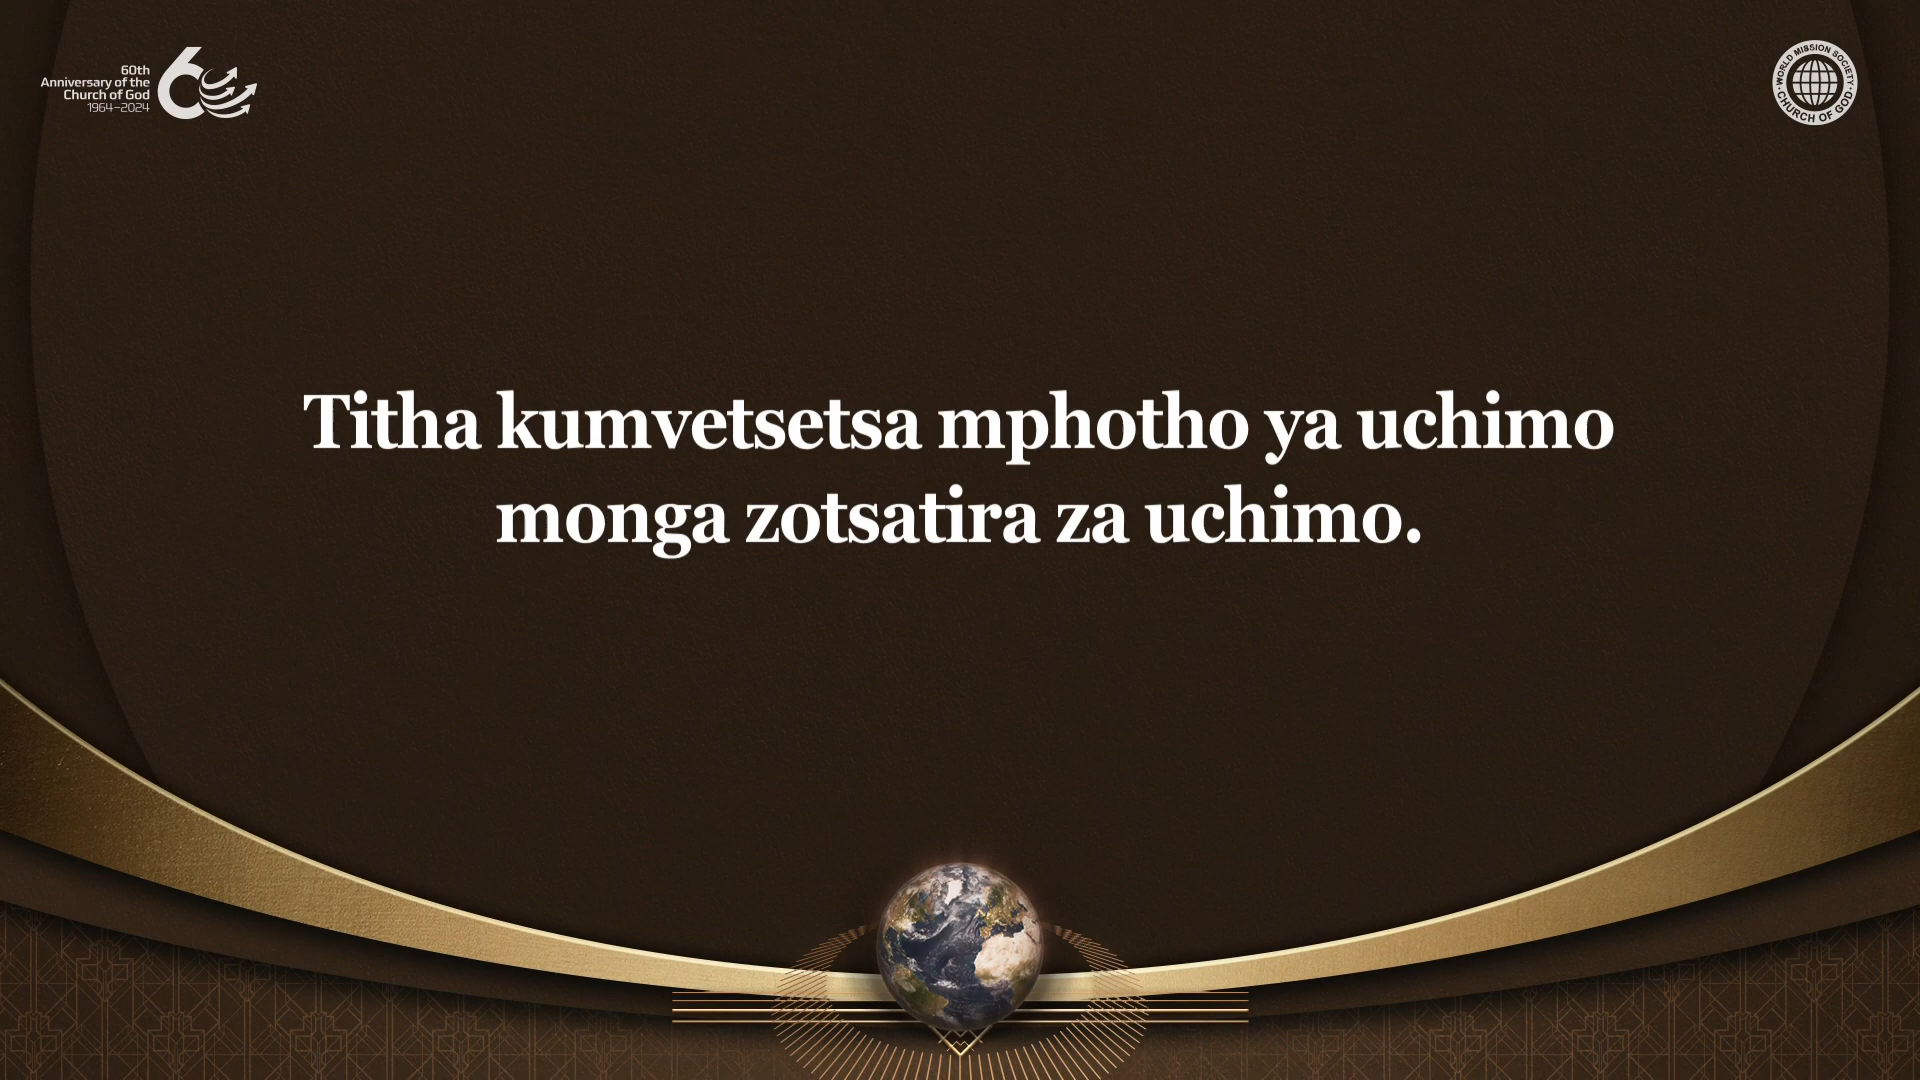 60th
Anniversary of the
Church of God
1964–2024
WORLD MISSION SOCIETY
CHURCH OF GOD
Titha kumvetsetsa mphotho ya uchimo
monga zotsatira za uchimo.